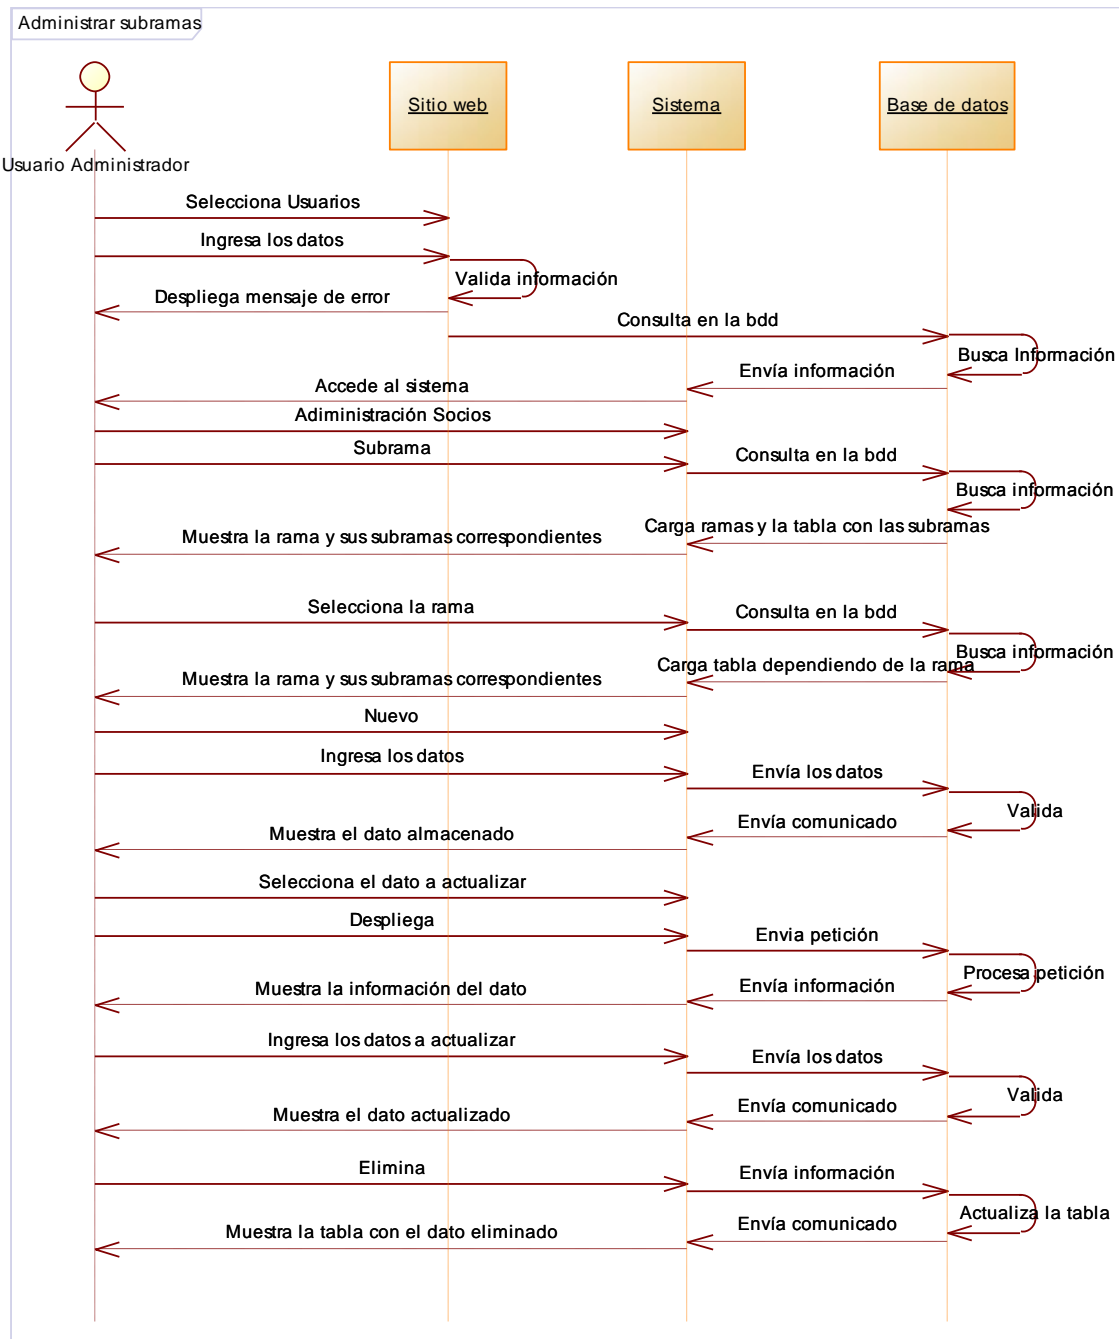 Administrar subramas
Sitio web
Sistema
Base de datos
Usuario Administrador
Selecciona Usuarios
Ingresa los datos
Valida información
Despliega mensaje de error
Consulta en la bdd
Busca Información
Envía información
Accede al sistema
Adiministración Socios
Subrama
Consulta en la bdd
Busca información
Carga ramas y la tabla con las subramas
Muestra la rama y sus subramas correspondientes
Selecciona la rama
Consulta en la bdd
Busca información
Carga tabla dependiendo de la rama
Muestra la rama y sus subramas correspondientes
Nuevo
Ingresa los datos
Envía los datos
Valida
Envía comunicado
Muestra el dato almacenado
Selecciona el dato a actualizar
Despliega
Envia petición
Procesa petición
Envía información
Muestra la información del dato
Ingresa los datos a actualizar
Envía los datos
Valida
Envía comunicado
Muestra el dato actualizado
Elimina
Envía información
Actualiza la tabla
Envía comunicado
Muestra la tabla con el dato eliminado